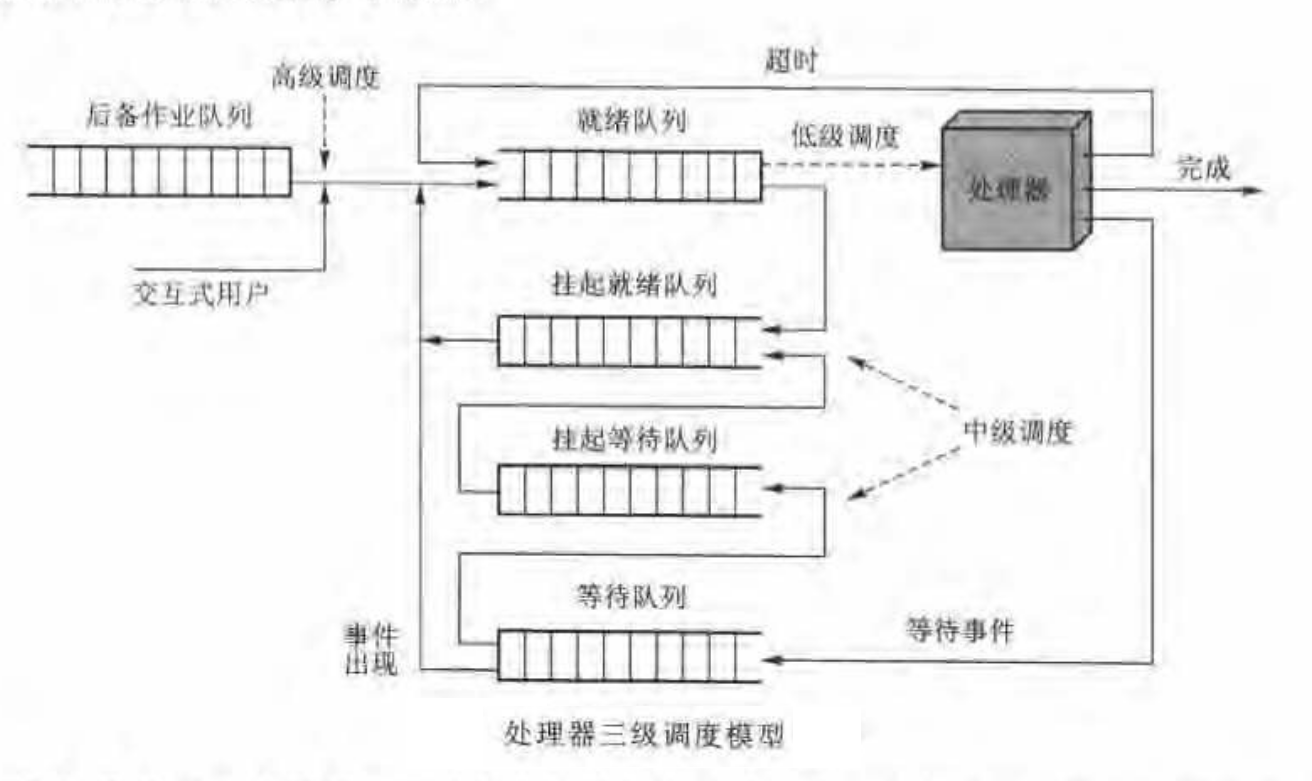 超时
高级调度
后备作业队列
就绪队列
低级调度
处理器
完成
交互式用户
挂起就绪队列
中级调度
挂起等待队列
等待队列
事件
出现
等待事件
处理器三级调度模型